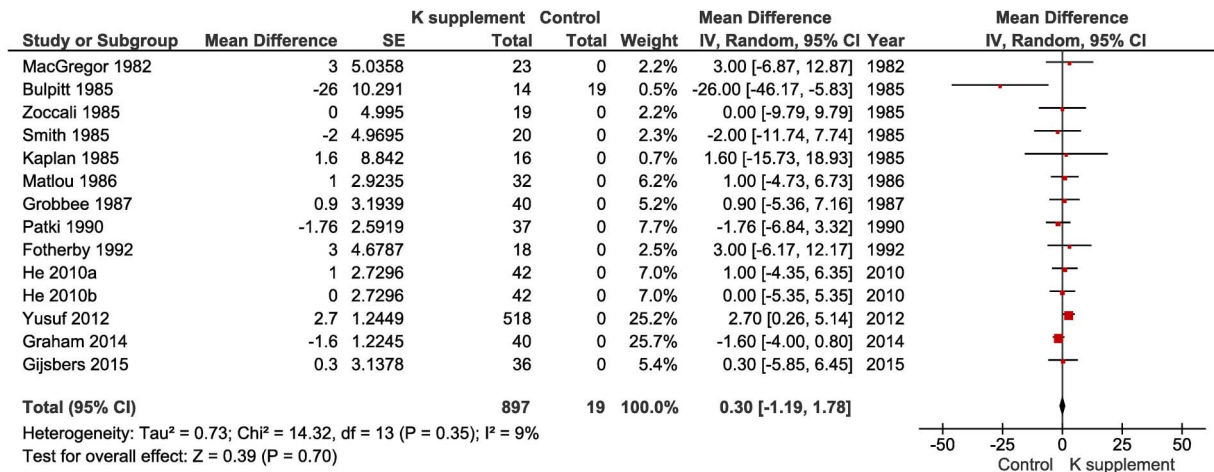 K supplement Control Mean Difference Mean Difference
Study or Subgroup Mean Difference SE Total Total Weight IV, Random, 95% CI Year IV, Random, 95% CI
MacGregor 1982 3 5.0358 23 0 2.2% 3.00 [-6.87, 12.87] 1982
Bulpitt 1985 -26 10.291 14 19 0.5% -26.00 [-46.17, -5.83] 1985
Zoccali 1985 0 4.995 19 0 2.2% 0.00 [-9.79, 9.79] 1985
Smith 1985 -2 4.9695 20 0 2.3% -2.00 [-11.74, 7.74] 1985
Kaplan 1985 1.6 8.842 16 0 0.7% 1.60 [-15.73, 18.93] 1985
Matlou 1986 1 2.9235 32 0 6.2% 1.00 [-4.73, 6.73] 1986
Grobbee 1987 0.9 3.1939 40 0 5.2% 0.90 [-5.36, 7.16] 1987
Patki 1990 -1.76 2.5919 37 0 7.7% -1.76 [-6.84, 3.32] 1990
Fotherby 1992 3 4.6787 18 0 2.5% 3.00 [-6.17, 12.17] 1992
He 2010a 1 2.7296 42 0 7.0% 1.00 [-4.35, 6.35] 2010
He 2010b 0 2.7296 42 0 7.0% 0.00 [-5.35, 5.35] 2010
Yusuf 2012 2.7 1.2449 518 0 25.2% 2.70 [0.26, 5.14] 2012
Graham 2014 -1.6 1.2245 40 0 25.7% -1.60 [-4.00, 0.80] 2014
Gijsbers 2015 0.3 3.1378 36 0 5.4% 0.30 [-5.85, 6.45] 2015
Total (95% CI) 897 19 100.0% 0.30 [-1.19, 1.78]
Heterogeneity: Tau² = 0.73; Chi² = 14.32, df = 13 (P = 0.35); I² = 9%
Test for overall effect: Z = 0.39 (P = 0.70)
-50 -25 0 25 50
Control K supplement